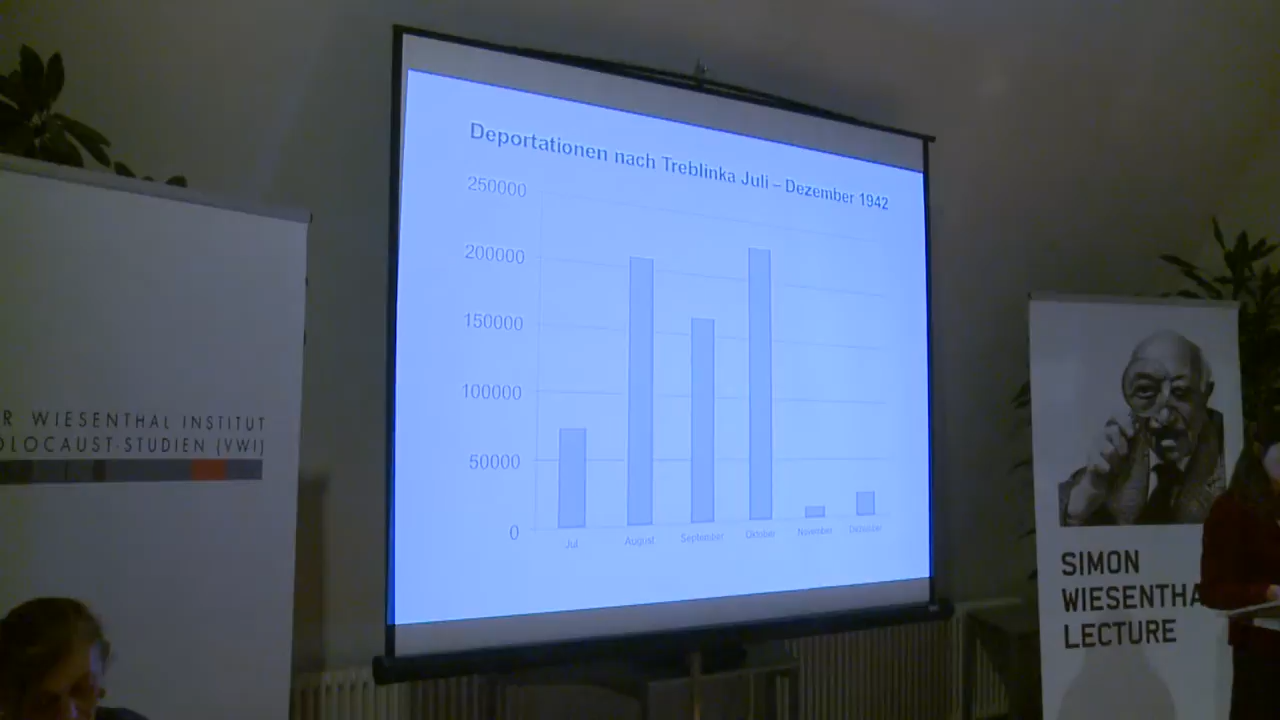 R WIESENTHAL INSTITUT
OLOCAUST-STUDIEN (VWI)
Deportationen nach Treblinka Juli – Dezember 1942
250000
200000
150000
100000
50000
0
Juli
August
September
Oktober
November
Dezember
SIMON
WIESENTHA
LECTURE